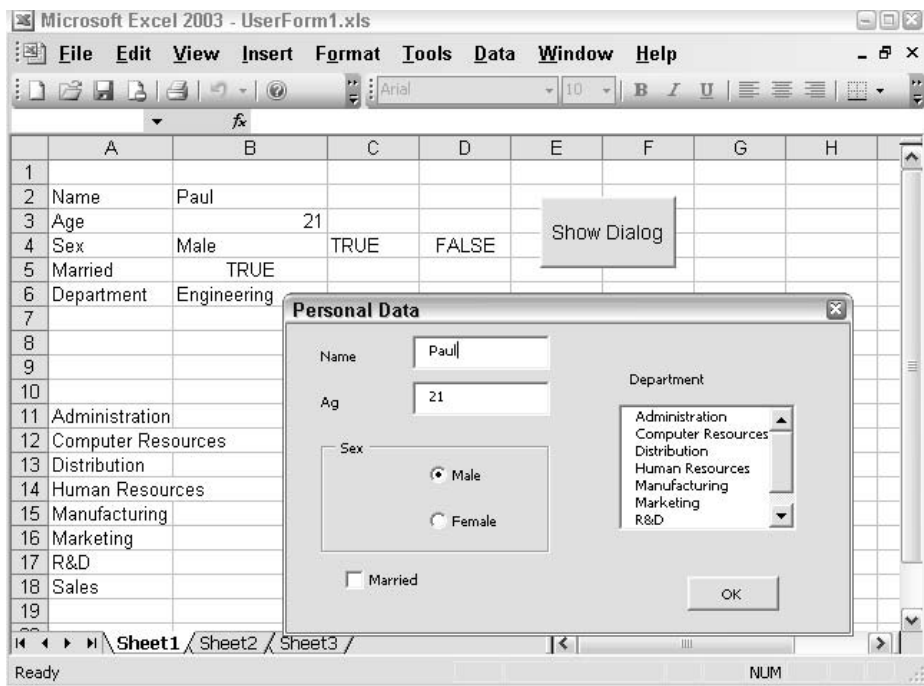 Microsoft Excel 2003 - UserForm1.xls
File Edit View Insert Format Tools Data Window Help
Arial 10 B I U
fx
A B C D E F G H
1
2 Name Paul
3 Age 21
4 Sex Male TRUE FALSE
5 Married TRUE
6 Department Engineering
7
8
9
10
11 Administration
12 Computer Resources
13 Distribution
14 Human Resources
15 Manufacturing
16 Marketing
17 R&D
18 Sales
19
Show Dialog
Personal Data
Name Paul
Ag 21
Sex
Male
Female
Married
Department
Administration
Computer Resources
Distribution
Human Resources
Manufacturing
Marketing
R&D
OK
Sheet1 Sheet2 Sheet3
Ready NUM